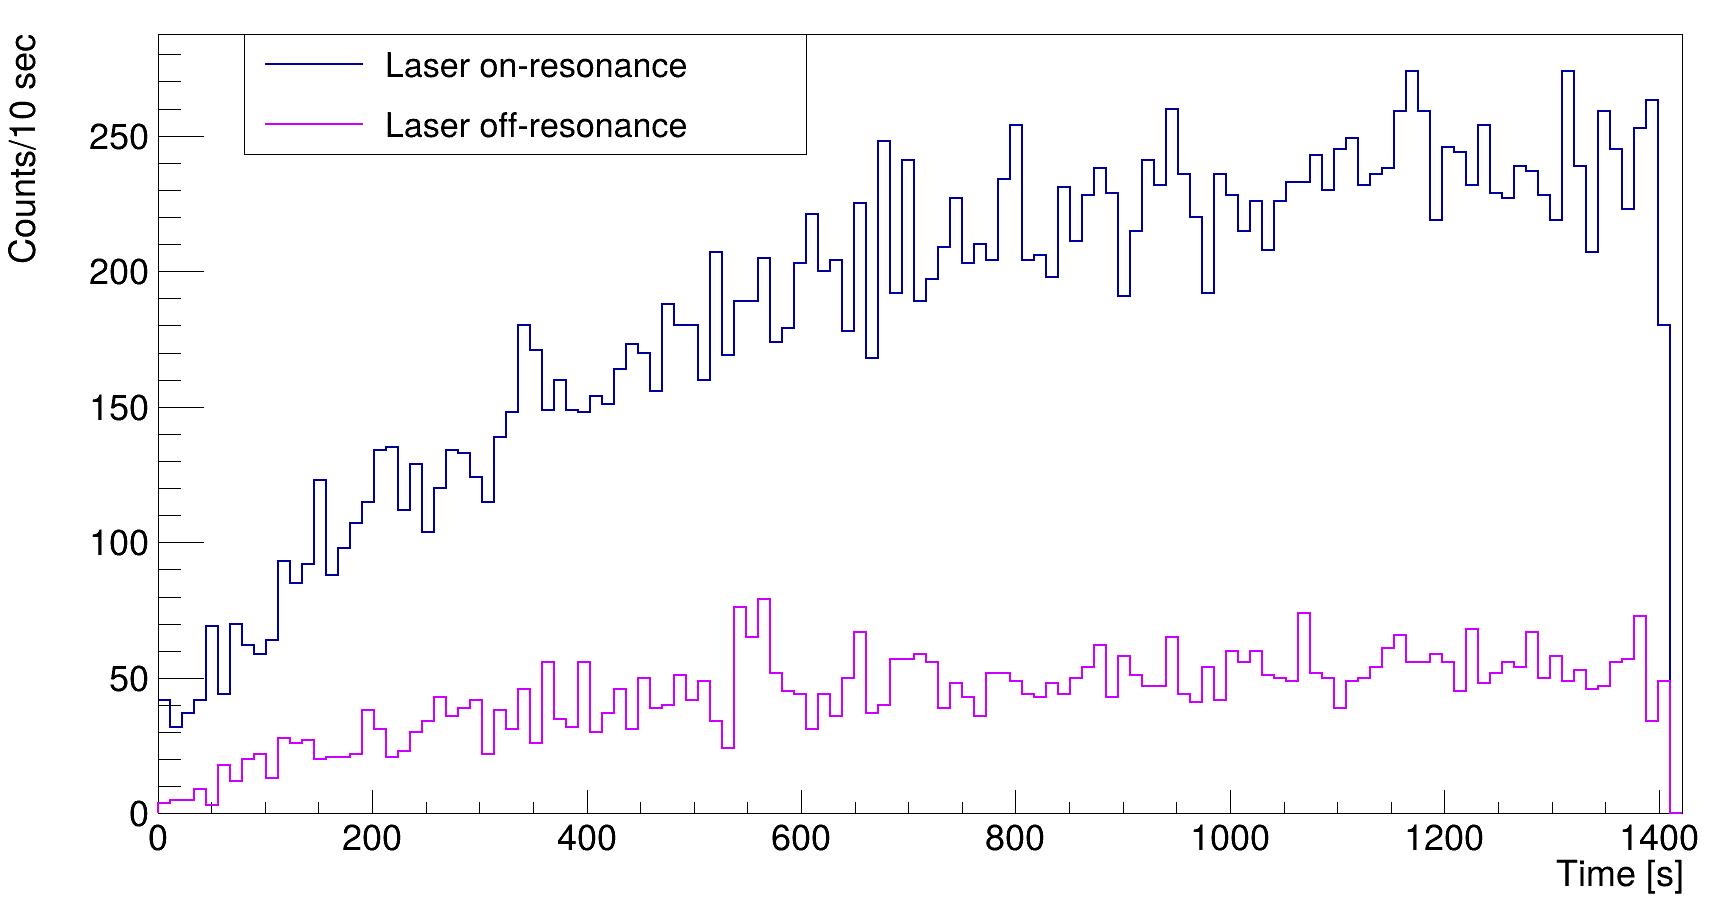 Counts/10 sec
Laser on-resonance
Laser off-resonance
250
200
150
100
50
0
0 200 400 600 800 1000 1200 1400
Time [s]